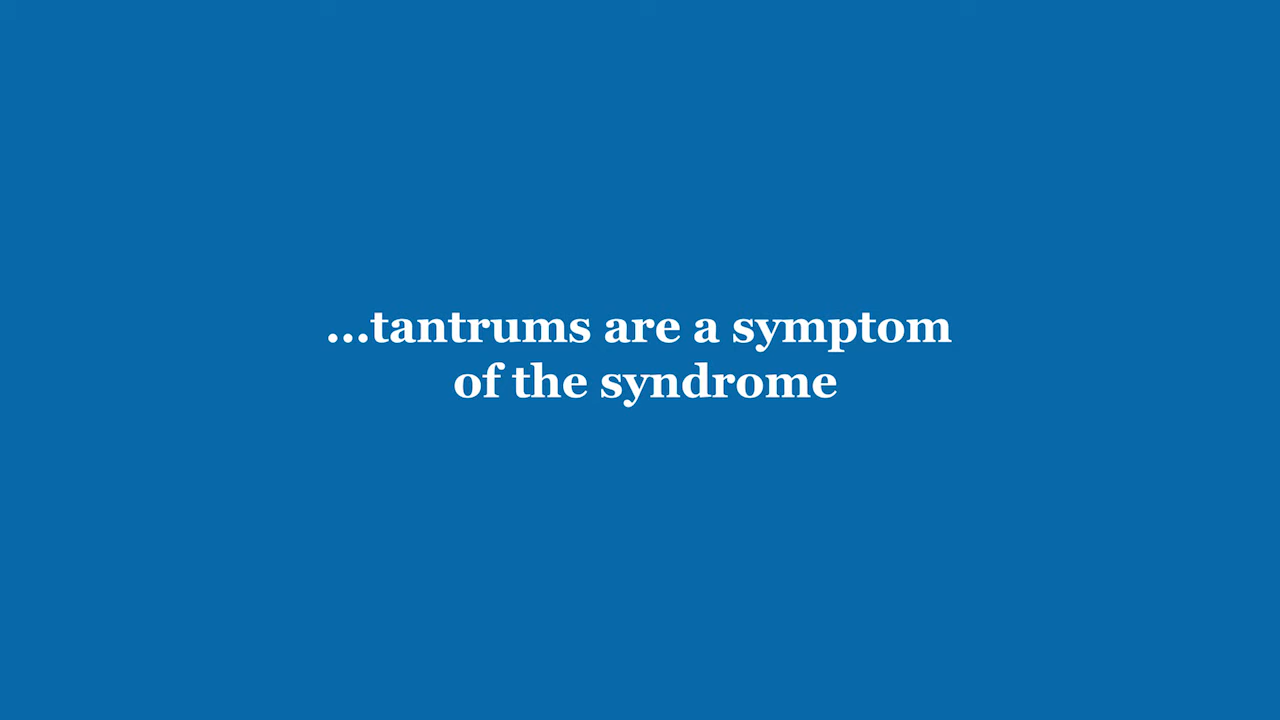 ...tantrums are a symptom
of the syndrome